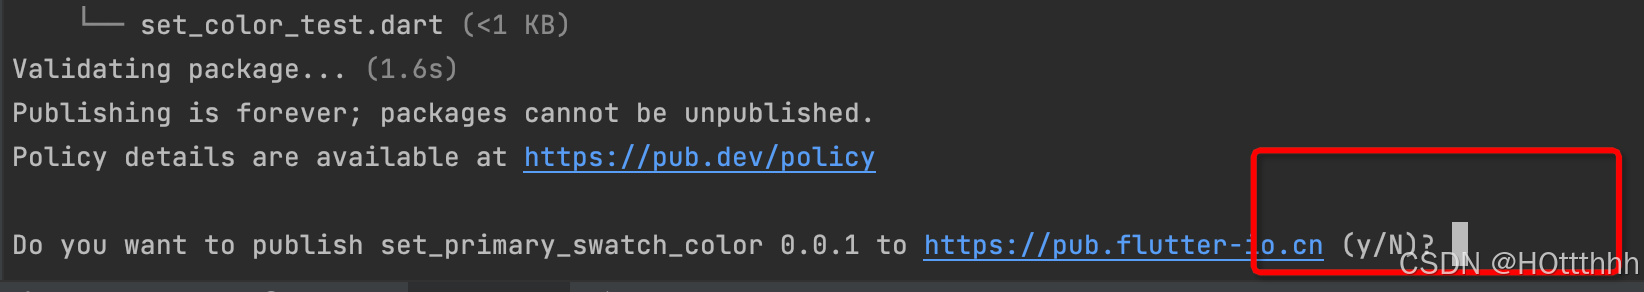 └── set_color_test.dart (<1 KB)
Validating package... (1.6s)
Publishing is forever; packages cannot be unpublished.
Policy details are available at https://pub.dev/policy
Do you want to publish set_primary_swatch_color 0.0.1 to https://pub.flutter-io.cn (y/N)?
CSDN @HOttthhh